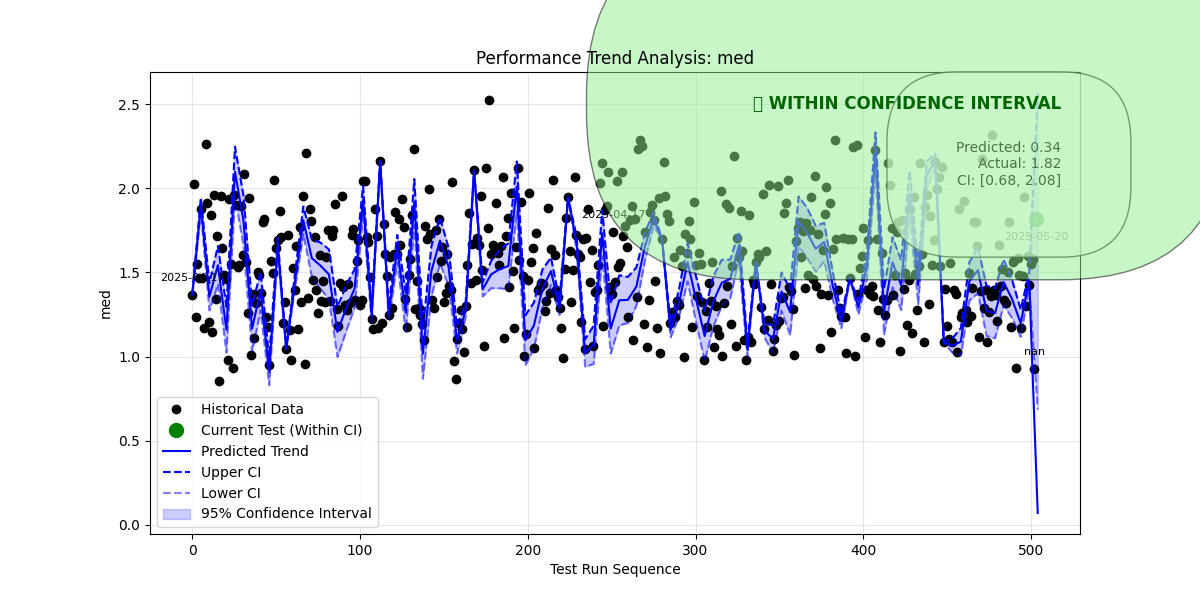 Performance Trend Analysis: med
WITHIN CONFIDENCE INTERVAL
Predicted: 0.34
Actual: 1.82
CI: [0.68, 2.08]
2025-04-17
2025-05-20
nan
med
2.5
2.0
1.5
1.0
0.5
0.0
Historical Data
Current Test (Within CI)
Predicted Trend
Upper CI
Lower CI
95% Confidence Interval
0
100
200
300
400
500
Test Run Sequence